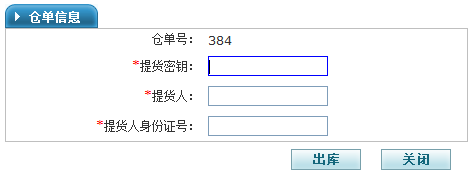 仓单信息
仓单号： 384
*提货密钥：
*提货人：
*提货人身份证号：
出库 关闭